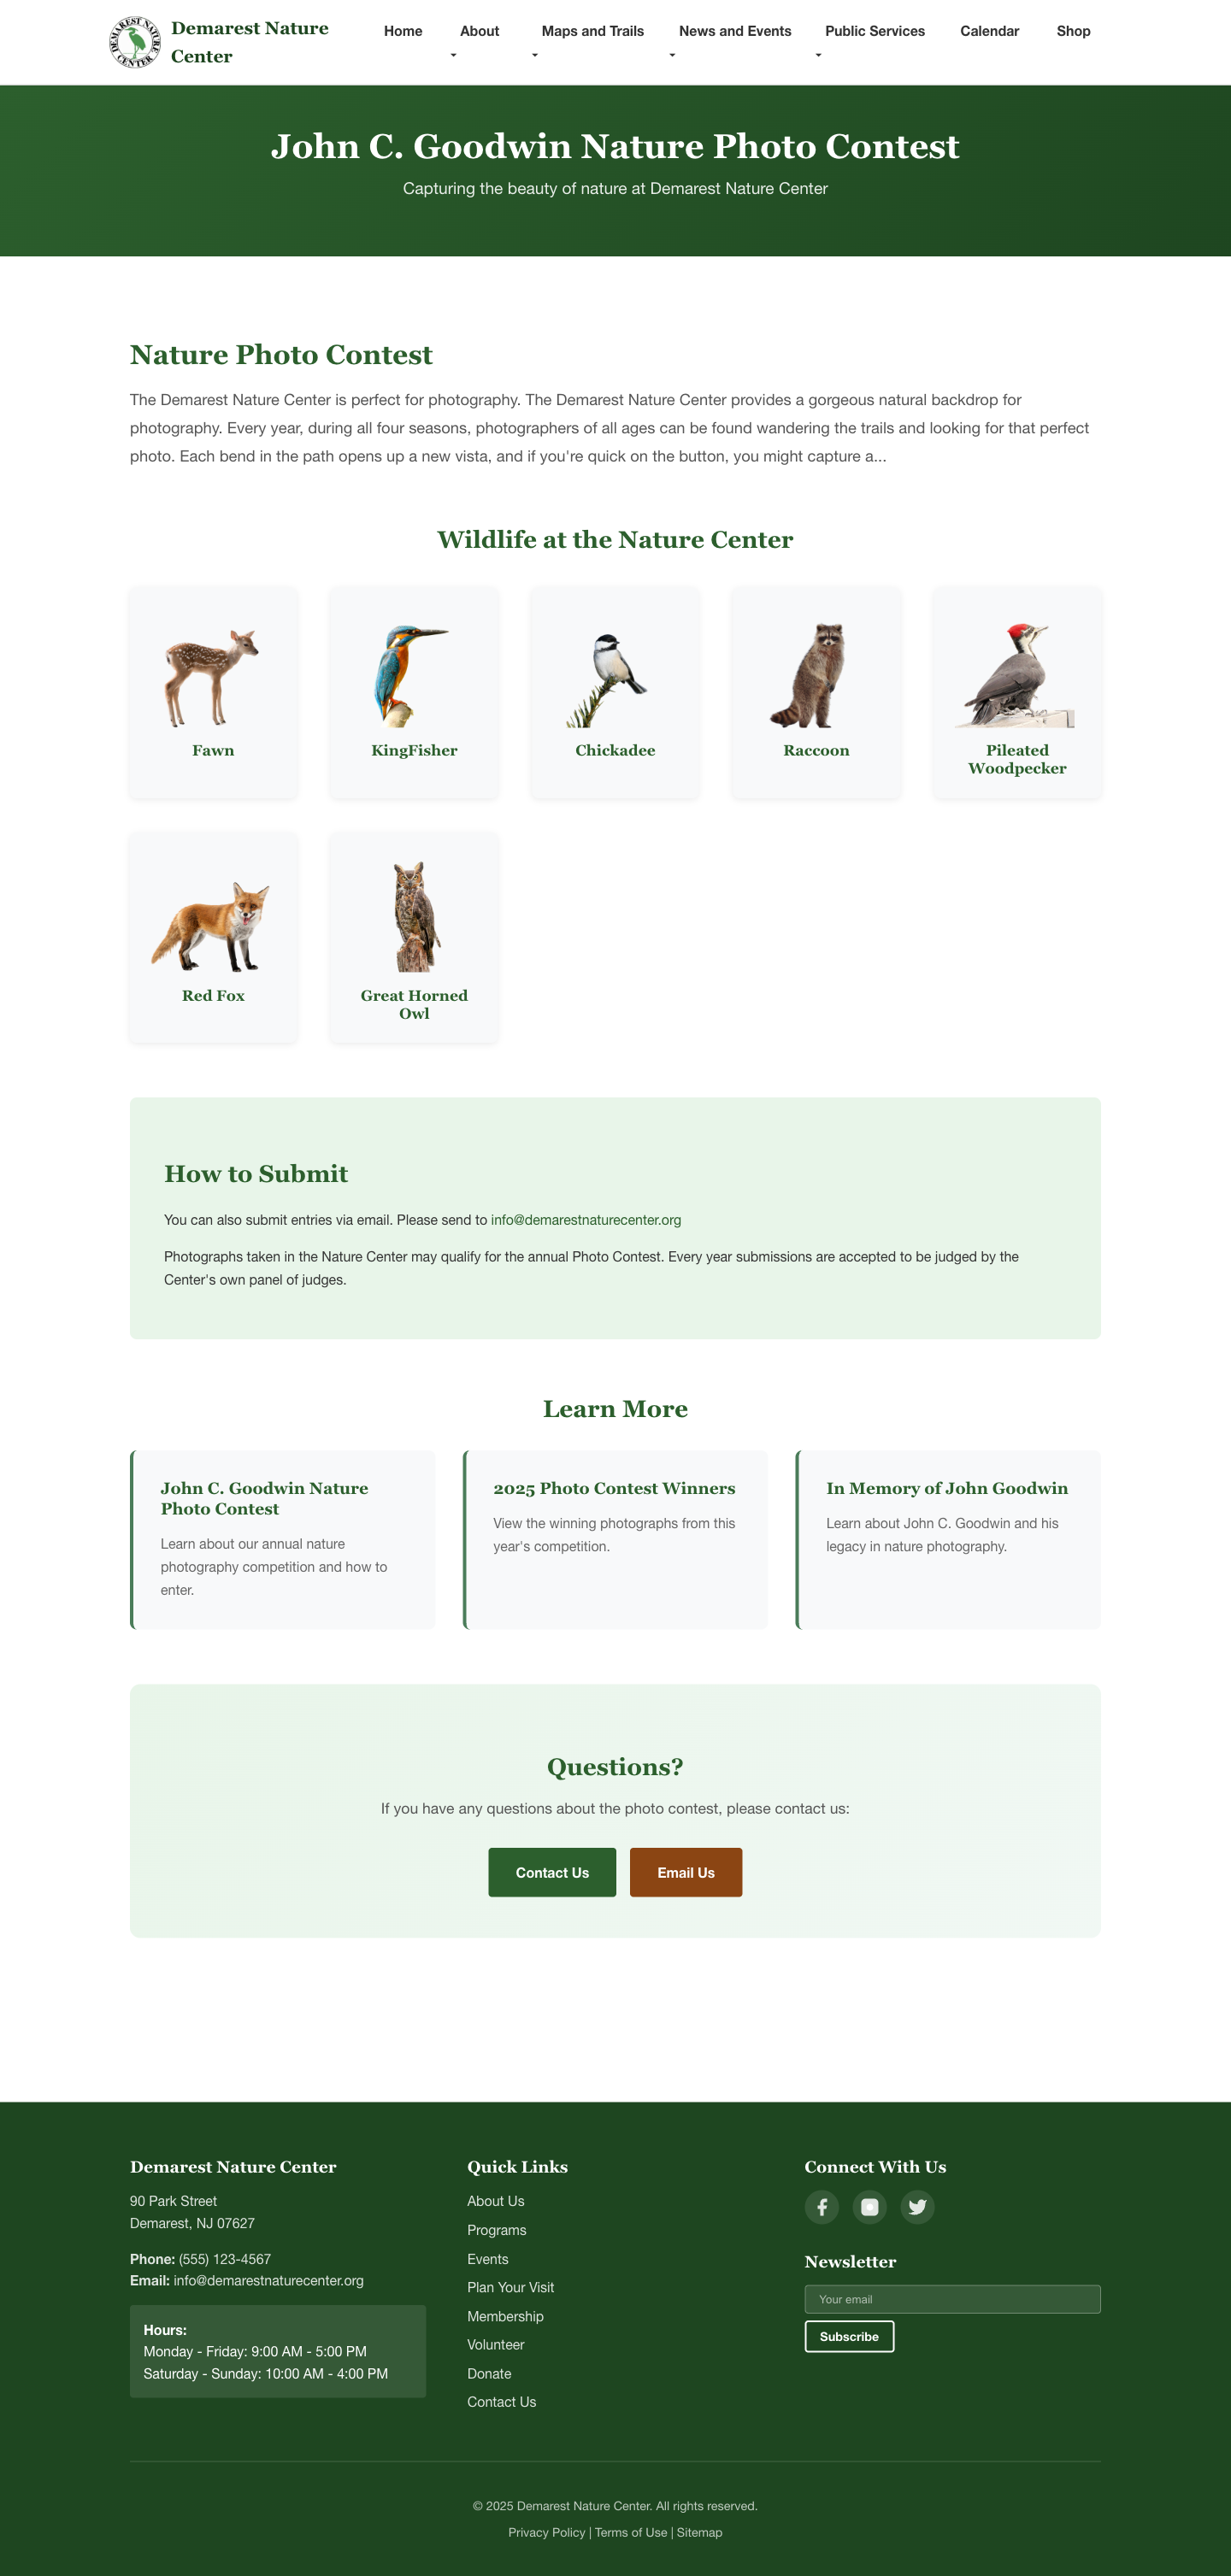 DEMAREST NATURE CENTER
Demarest Nature
Center
Home
About
Maps and Trails
News and Events
Public Services
Calendar
Shop
John C. Goodwin Nature Photo Contest
Capturing the beauty of nature at Demarest Nature Center
Nature Photo Contest
The Demarest Nature Center is perfect for photography. The Demarest Nature Center provides a gorgeous natural backdrop for
photography. Every year, during all four seasons, photographers of all ages can be found wandering the trails and looking for that perfect
photo. Each bend in the path opens up a new vista, and if you're quick on the button, you might capture a...
Wildlife at the Nature Center
Fawn
KingFisher
Chickadee
Raccoon
Pileated
Woodpecker
Red Fox
Great Horned
Owl
How to Submit
You can also submit entries via email. Please send to info@demarestnaturecenter.org
Photographs taken in the Nature Center may qualify for the annual Photo Contest. Every year submissions are accepted to be judged by the
Center's own panel of judges.
Learn More
John C. Goodwin Nature
Photo Contest
Learn about our annual nature
photography competition and how to
enter.
2025 Photo Contest Winners
View the winning photographs from this
year's competition.
In Memory of John Goodwin
Learn about John C. Goodwin and his
legacy in nature photography.
Questions?
If you have any questions about the photo contest, please contact us:
Contact Us
Email Us
Demarest Nature Center
90 Park Street
Demarest, NJ 07627
Phone: (555) 123-4567
Email: info@demarestnaturecenter.org
Hours:
Monday - Friday: 9:00 AM - 5:00 PM
Saturday - Sunday: 10:00 AM - 4:00 PM
Quick Links
About Us
Programs
Events
Plan Your Visit
Membership
Volunteer
Donate
Contact Us
Connect With Us
Newsletter
Your email
Subscribe
© 2025 Demarest Nature Center. All rights reserved.
Privacy Policy | Terms of Use | Sitemap